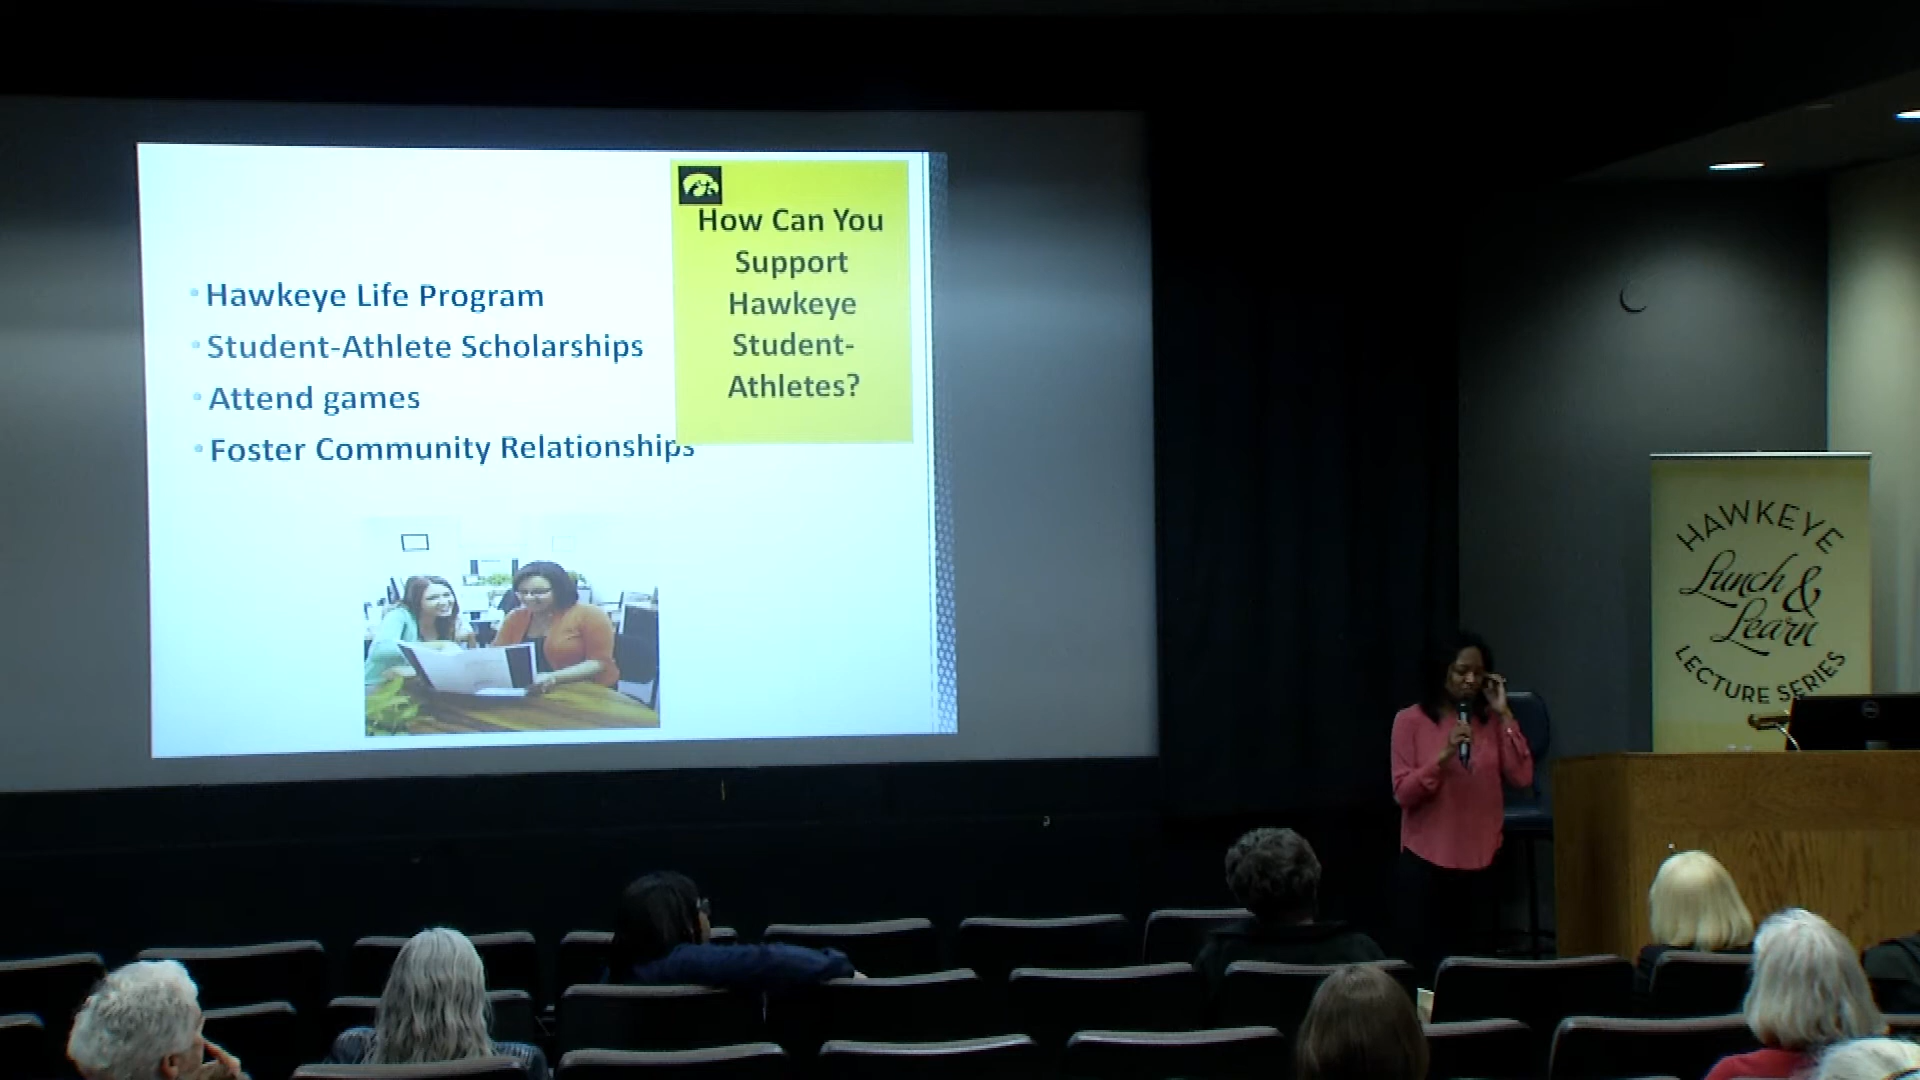 How Can You
Support
Hawkeye
Student-
Athletes?
• Hawkeye Life Program
• Student-Athlete Scholarships
• Attend games
• Foster Community Relationships
HAWKEYE
Lunch &
Learn
LECTURE SERIES